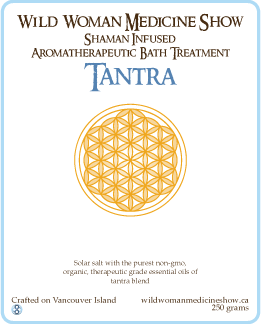 Wild Woman Medicine Show
Shaman Infused
Aromatherapeutic Bath Treatment
Tantra
Solar salt with the purest non-gmo,
organic, therapeutic grade essential oils of
tantra blend
Crafted on Vancouver Island wildwomanmedicineshow.ca
250 grams